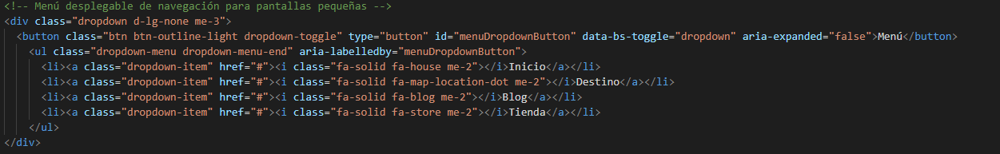 <!-- Menú desplegable de navegación para pantallas pequeñas -->
<div class="dropdown d-lg-none me-3">
  <button class="btn btn-outline-light dropdown-toggle" type="button" id="menuDropdownButton" data-bs-toggle="dropdown" aria-expanded="false">Menú</button>
    <ul class="dropdown-menu dropdown-menu-end" aria-labelledby="menuDropdownButton">
      <li><a class="dropdown-item" href="#"><i class="fa-solid fa-house me-2"></i>Inicio</a></li>
      <li><a class="dropdown-item" href="#"><i class="fa-solid fa-map-location-dot me-2"></i>Destino</a></li>
      <li><a class="dropdown-item" href="#"><i class="fa-solid fa-blog me-2"></i>Blog</a></li>
      <li><a class="dropdown-item" href="#"><i class="fa-solid fa-store me-2"></i>Tienda</a></li>
    </ul>
</div>